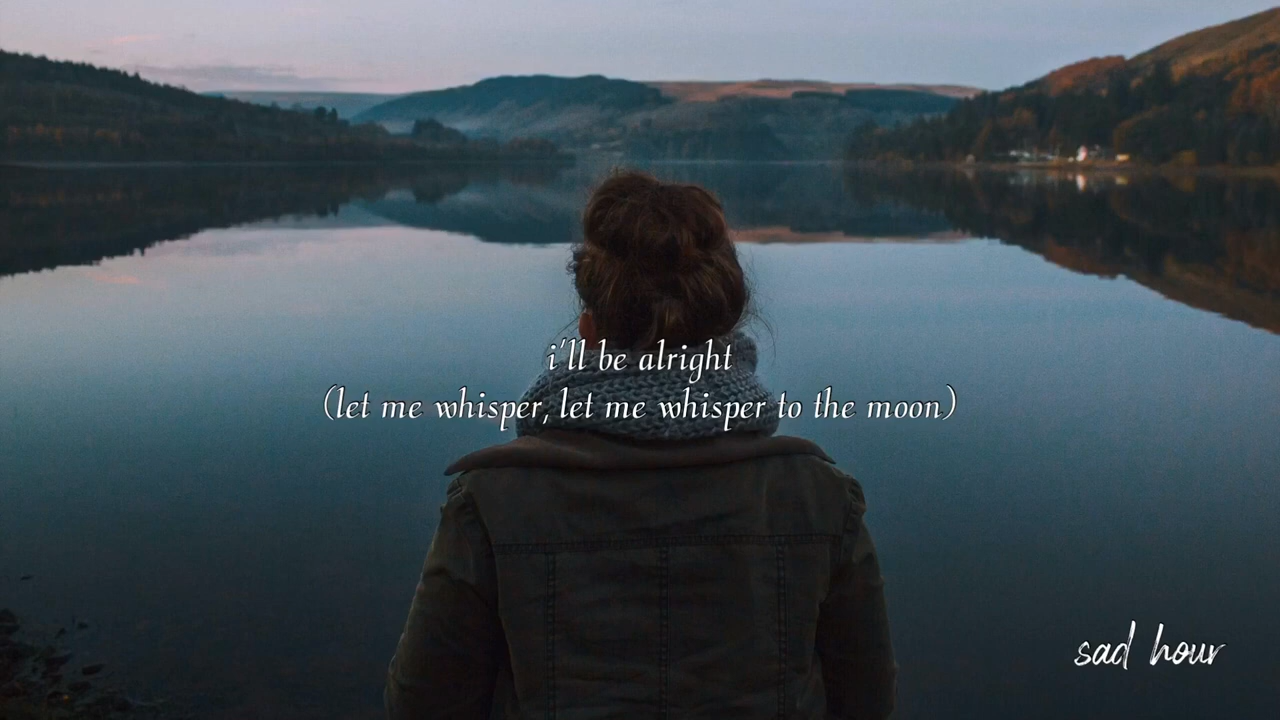 i'll be alright
(let me whisper, let me whisper to the moon)
sad hour